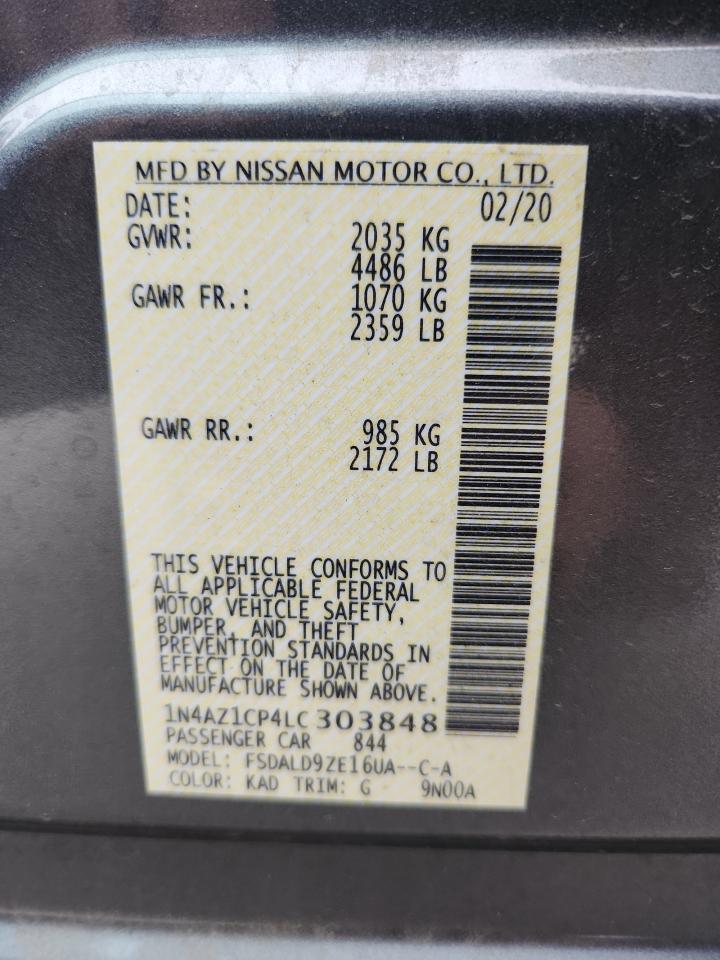 MFD BY NISSAN MOTOR CO., LTD.
DATE: 02/20
GVWR: 2035 KG
4486 LB
GAWR FR.: 1070 KG
2359 LB
GAWR RR.: 985 KG
2172 LB
THIS VEHICLE CONFORMS TO
ALL APPLICABLE FEDERAL
MOTOR VEHICLE SAFETY,
BUMPER, AND THEFT
PREVENTION STANDARDS IN
EFFECT ON THE DATE OF
MANUFACTURE SHOWN ABOVE.
1N4AZ1CP4LC303848
PASSENGER CAR 844
MODEL: FSDALD9ZE16UA--C-A
COLOR: KAD TRIM: G 9N00A